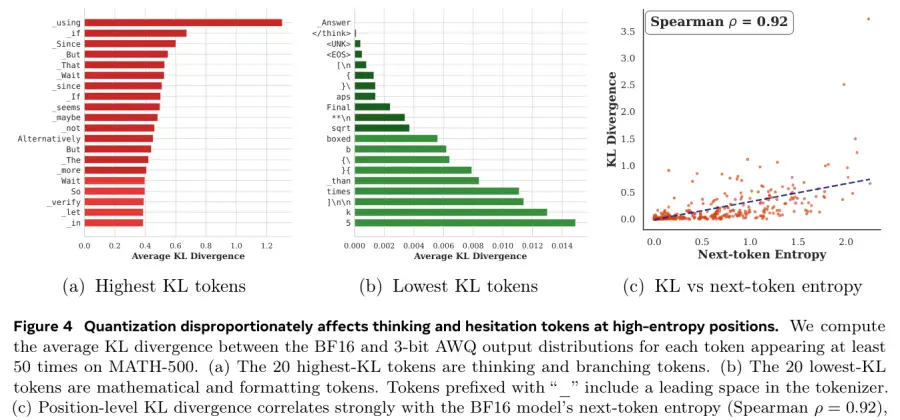 _using
_if
_Since
_But
_That
_Wait
_since
_If
_seems
_maybe
_not
Alternatively
But
_The
_more
Wait
So
_verify
_let
_in
0.0 0.2 0.4 0.6 0.8 1.0 1.2
Average KL Divergence
(a) Highest KL tokens
_Answer
</think>
<UNK>
<EOS>
[\n
{
}\
aps
Final
**\n
sqrt
boxed
b
{\
}{
_than
times
]\n\n
k
5
0.000 0.002 0.004 0.006 0.008 0.010 0.012 0.014
Average KL Divergence
(b) Lowest KL tokens
Spearman ρ = 0.92
KL Divergence
3.5
3.0
2.5
2.0
1.5
1.0
0.5
0.0
0.0 0.5 1.0 1.5 2.0
Next-token Entropy
(c) KL vs next-token entropy
Figure 4 Quantization disproportionately affects thinking and hesitation tokens at high-entropy positions. We compute
the average KL divergence between the BF16 and 3-bit AWQ output distributions for each token appearing at least
50 times on MATH-500. (a) The 20 highest-KL tokens are thinking and branching tokens. (b) The 20 lowest-KL
tokens are mathematical and formatting tokens. Tokens prefixed with “_” include a leading space in the tokenizer.
(c) Position-level KL divergence correlates strongly with the BF16 model's next-token entropy (Spearman ρ = 0.92),